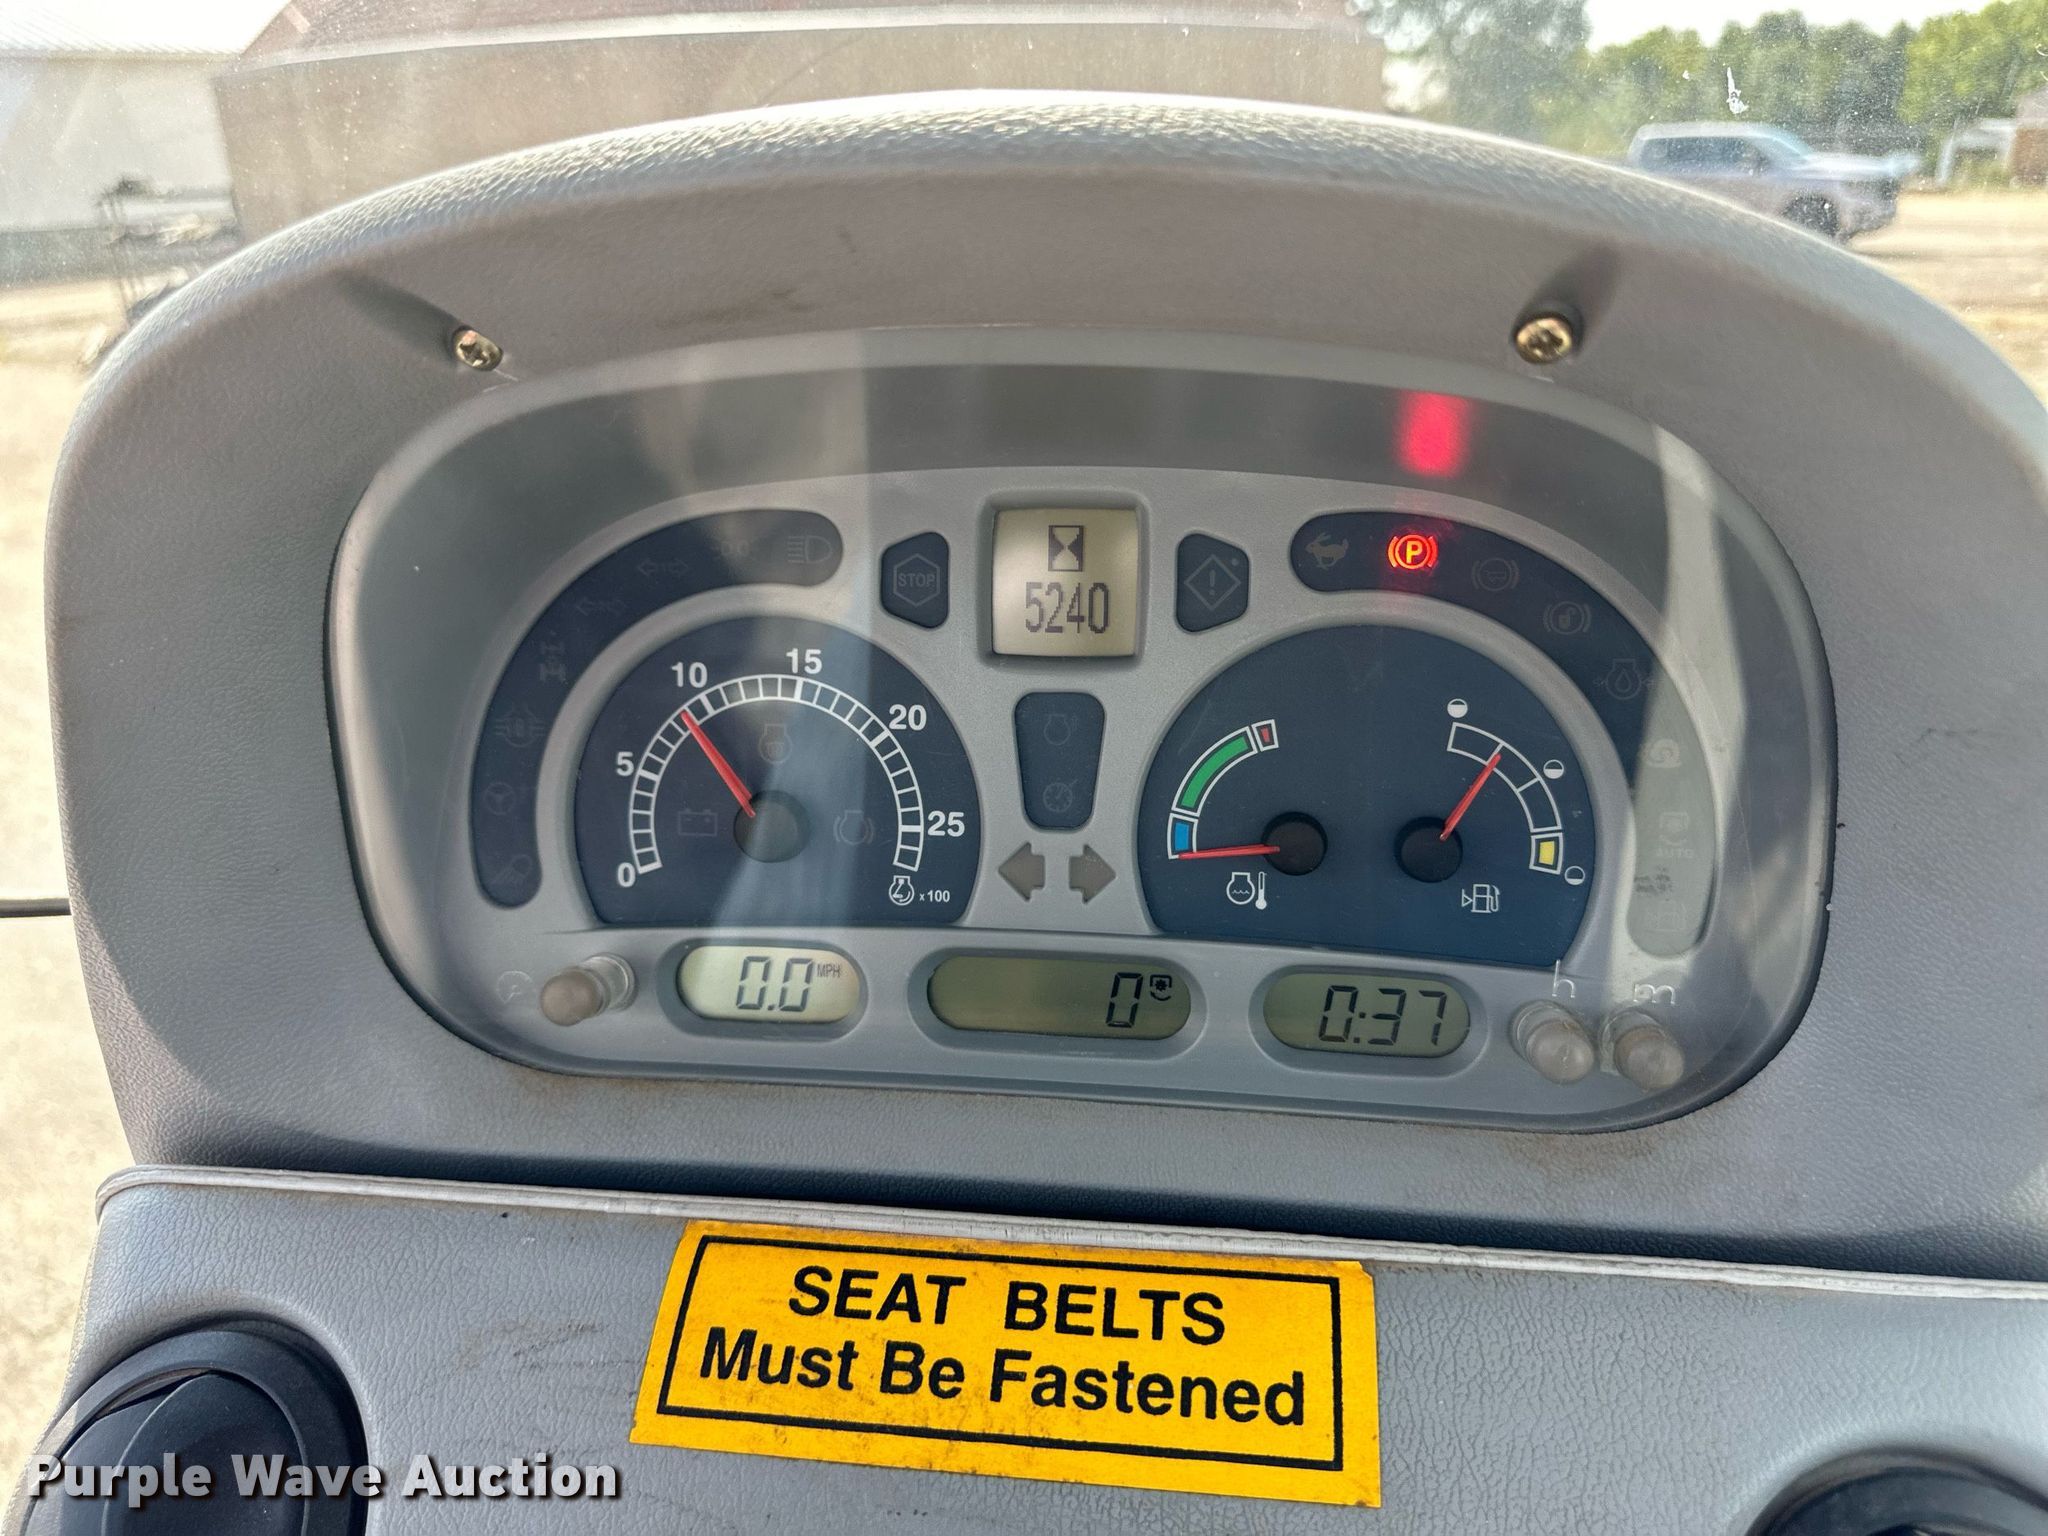 STOP
5240
P
10
15
5
20
25
0
x 100
0.0 MPH
0
0:37
h
m
SEAT BELTS
Must Be Fastened
Purple Wave Auction